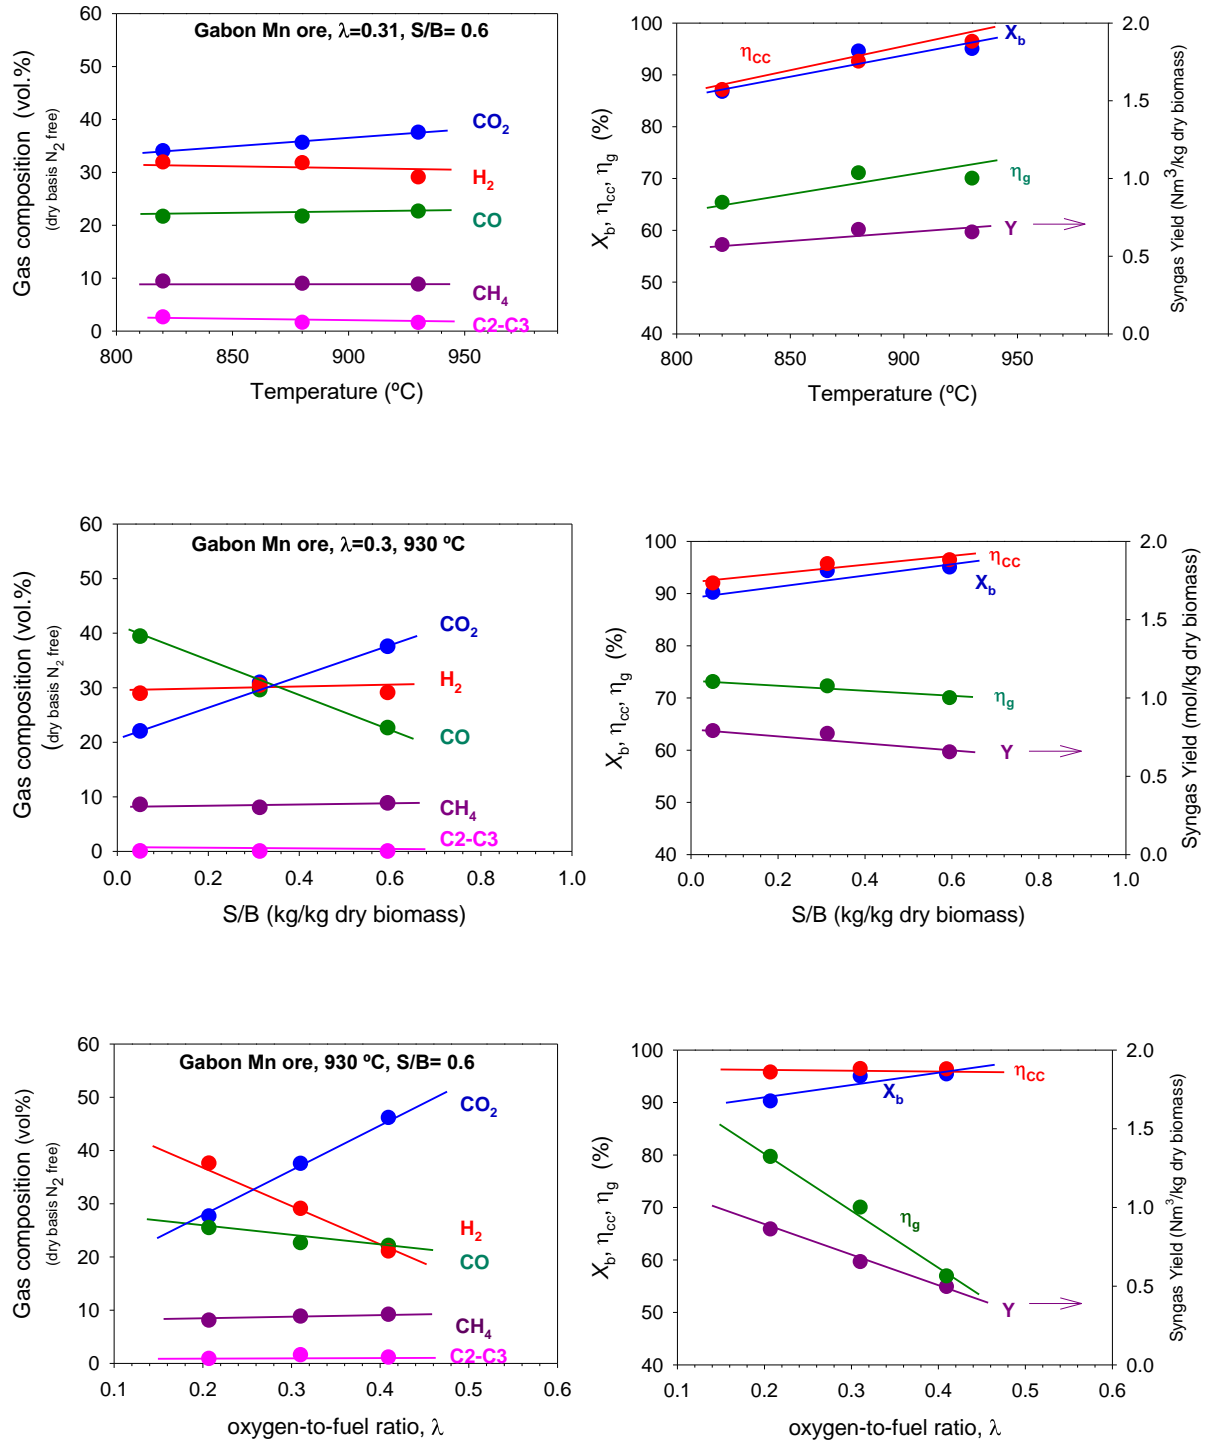 Gabon Mn ore, λ=0.31, S/B= 0.6
Gas composition (vol.%)
(dry basis N2 free)
60
50
40
30
20
10
0
CO2
H2
CO
CH4
C2-C3
800
850
900
950
Temperature (ºC)
Xb, ηcc, ηg (%)
100
90
80
70
60
50
40
ηcc
Xb
ηg
Y
2.0
1.5
1.0
0.5
0.0
Syngas Yield (Nm3/kg dry biomass)
800
850
900
950
Temperature (ºC)
Gabon Mn ore, λ=0.3, 930 ºC
Gas composition (vol.%)
(dry basis N2 free)
60
50
40
30
20
10
0
CO2
H2
CO
CH4
C2-C3
0.0
0.2
0.4
0.6
0.8
1.0
S/B (kg/kg dry biomass)
Xb, ηcc, ηg (%)
100
90
80
70
60
50
40
ηcc
Xb
ηg
Y
2.0
1.5
1.0
0.5
0.0
Syngas Yield (mol/kg dry biomass)
0.0
0.2
0.4
0.6
0.8
1.0
S/B (kg/kg dry biomass)
Gabon Mn ore, 930 ºC, S/B= 0.6
Gas composition (vol%)
(dry basis N2 free)
60
50
40
30
20
10
0
CO2
H2
CO
CH4
C2-C3
0.1
0.2
0.3
0.4
0.5
0.6
oxygen-to-fuel ratio, λ
Xb, ηcc, ηg (%)
100
90
80
70
60
50
40
ηcc
Xb
ηg
Y
2.0
1.5
1.0
0.5
0.0
Syngas Yield (Nm3/kg dry biomass)
0.1
0.2
0.3
0.4
0.5
0.6
oxygen-to-fuel ratio, λ